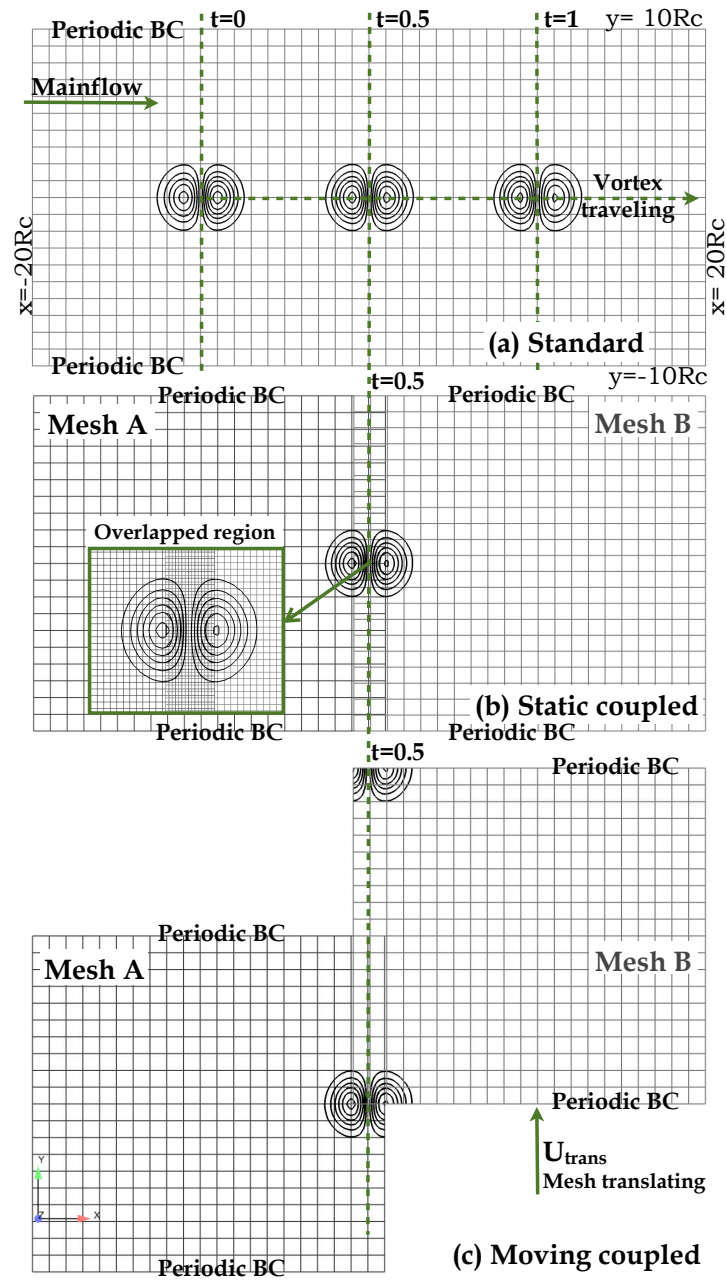 Periodic BC
t=0
t=0.5
t=1
y= 10Rc
Mainflow
Vortex
traveling
x=-20Rc
x= 20Rc
(a) Standard
Periodic BC
y=-10Rc
Periodic BC
t=0.5
Periodic BC
Mesh A
Mesh B
Overlapped region
(b) Static coupled
Periodic BC
Periodic BC
t=0.5
Periodic BC
Periodic BC
Mesh A
Mesh B
Periodic BC
Utrans
Mesh translating
Y
Z
X
Periodic BC
(c) Moving coupled